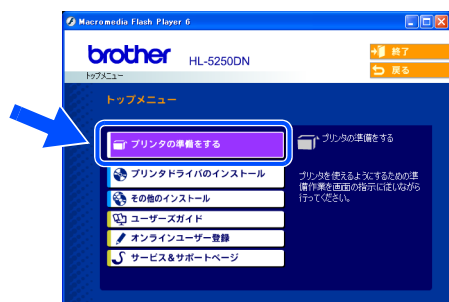 Macromedia Flash Player 6
brother
HL-5250DN
終了
戻る
トップメニュー
トップメニュー
プリンタの準備をする
プリンタドライバのインストール
その他のインストール
ユーザーズガイド
オンラインユーザー登録
サービス&サポートページ
プリンタの準備をする
プリンタを使えるようにするための準
備作業を画面の指示に従いながら
行ってください。